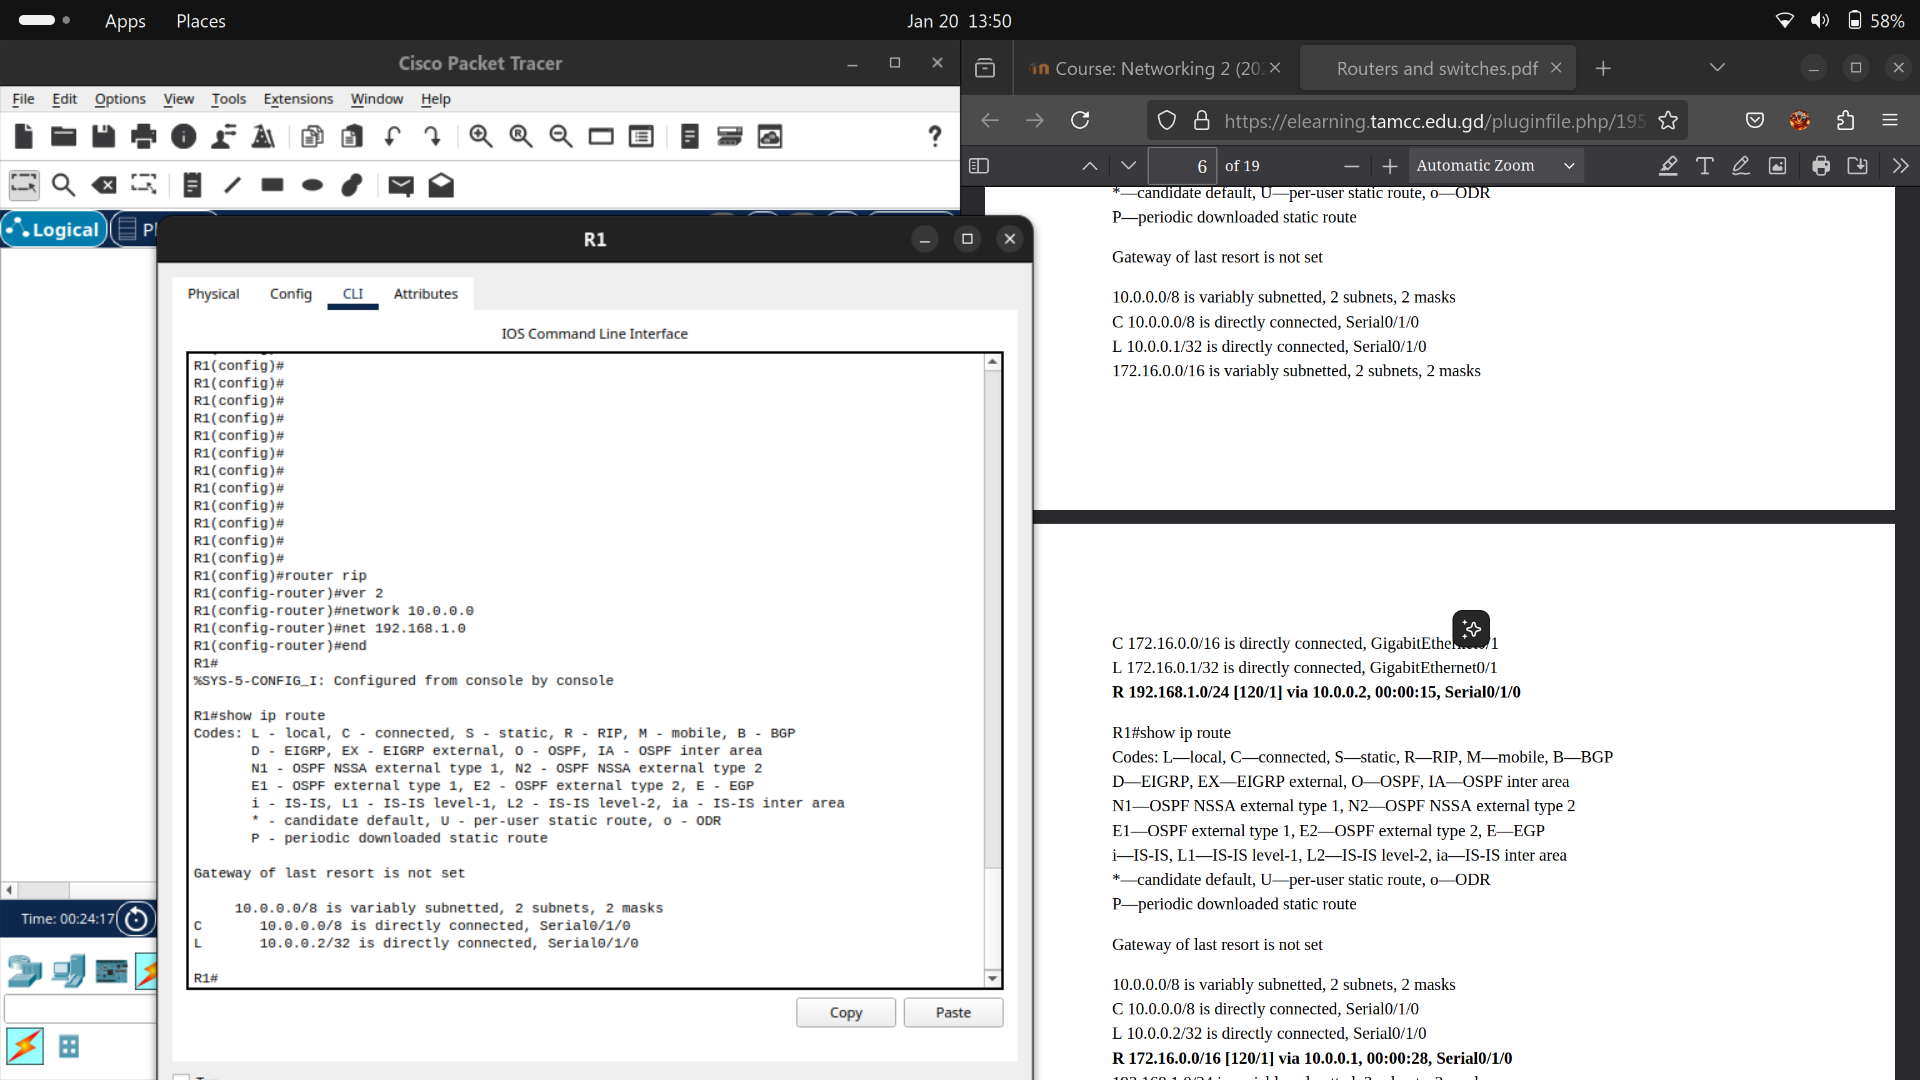 Apps Places Jan 20 13:50 58%
Cisco Packet Tracer
File Edit Options View Tools Extensions Window Help
Logical
R1
Physical Config CLI Attributes
IOS Command Line Interface
R1(config)#
R1(config)#
R1(config)#
R1(config)#
R1(config)#
R1(config)#
R1(config)#
R1(config)#
R1(config)#
R1(config)#
R1(config)#
R1(config)#
R1(config)#router rip
R1(config-router)#ver 2
R1(config-router)#network 10.0.0.0
R1(config-router)#net 192.168.1.0
R1(config-router)#end
R1#
%SYS-5-CONFIG_I: Configured from console by console
R1#show ip route
Codes: L - local, C - connected, S - static, R - RIP, M - mobile, B - BGP
D - EIGRP, EX - EIGRP external, O - OSPF, IA - OSPF inter area
N1 - OSPF NSSA external type 1, N2 - OSPF NSSA external type 2
E1 - OSPF external type 1, E2 - OSPF external type 2, E - EGP
i - IS-IS, L1 - IS-IS level-1, L2 - IS-IS level-2, ia - IS-IS inter area
* - candidate default, U - per-user static route, o - ODR
P - periodic downloaded static route
Gateway of last resort is not set
10.0.0.0/8 is variably subnetted, 2 subnets, 2 masks
C 10.0.0.0/8 is directly connected, Serial0/1/0
L 10.0.0.2/32 is directly connected, Serial0/1/0
R1#
Copy Paste
Time: 00:24:17
Course: Networking 2 (202 Routers and switches.pdf
https://elearning.tamcc.edu.gd/pluginfile.php/195
6 of 19 Automatic Zoom
*—candidate default, U—per-user static route, o—ODR
P—periodic downloaded static route
Gateway of last resort is not set
10.0.0.0/8 is variably subnetted, 2 subnets, 2 masks
C 10.0.0.0/8 is directly connected, Serial0/1/0
L 10.0.0.1/32 is directly connected, Serial0/1/0
172.16.0.0/16 is variably subnetted, 2 subnets, 2 masks
C 172.16.0.0/16 is directly connected, GigabitEthernet0/1
L 172.16.0.1/32 is directly connected, GigabitEthernet0/1
R 192.168.1.0/24 [120/1] via 10.0.0.2, 00:00:15, Serial0/1/0
R1#show ip route
Codes: L—local, C—connected, S—static, R—RIP, M—mobile, B—BGP
D—EIGRP, EX—EIGRP external, O—OSPF, IA—OSPF inter area
N1—OSPF NSSA external type 1, N2—OSPF NSSA external type 2
E1—OSPF external type 1, E2—OSPF external type 2, E—EGP
i—IS-IS, L1—IS-IS level-1, L2—IS-IS level-2, ia—IS-IS inter area
*—candidate default, U—per-user static route, o—ODR
P—periodic downloaded static route
Gateway of last resort is not set
10.0.0.0/8 is variably subnetted, 2 subnets, 2 masks
C 10.0.0.0/8 is directly connected, Serial0/1/0
L 10.0.0.2/32 is directly connected, Serial0/1/0
R 172.16.0.0/16 [120/1] via 10.0.0.1, 00:00:28, Serial0/1/0